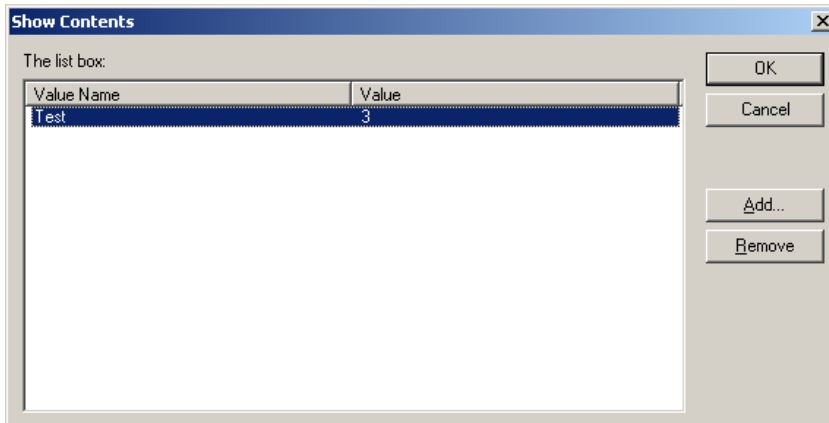 Show Contents
The list box:
Value Name Value
Test 3
OK
Cancel
Add...
Remove